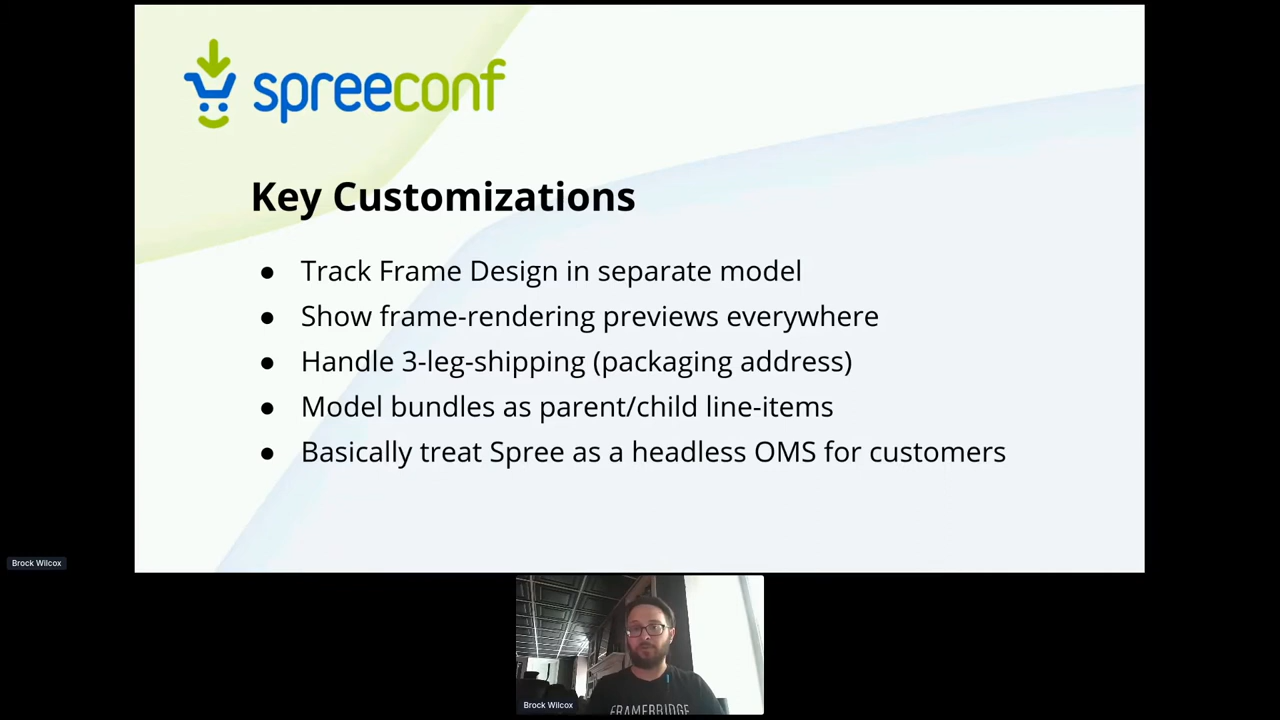 spreeconf
Key Customizations
● Track Frame Design in separate model
● Show frame-rendering previews everywhere
● Handle 3-leg-shipping (packaging address)
● Model bundles as parent/child line-items
● Basically treat Spree as a headless OMS for customers
Brock Wilcox
FRAMEBRIDGE
Brock Wilcox